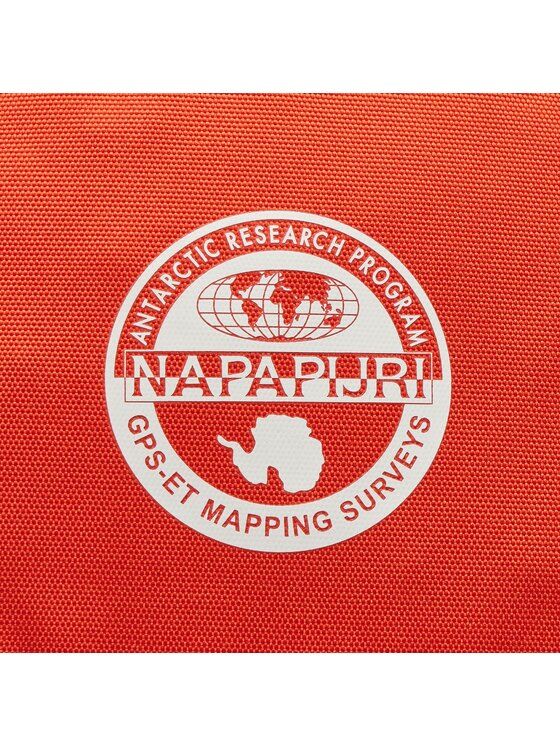 ANTARCTIC RESEARCH PROGRAM
NAPAPIJRI
GPS-ET MAPPING SURVEYS